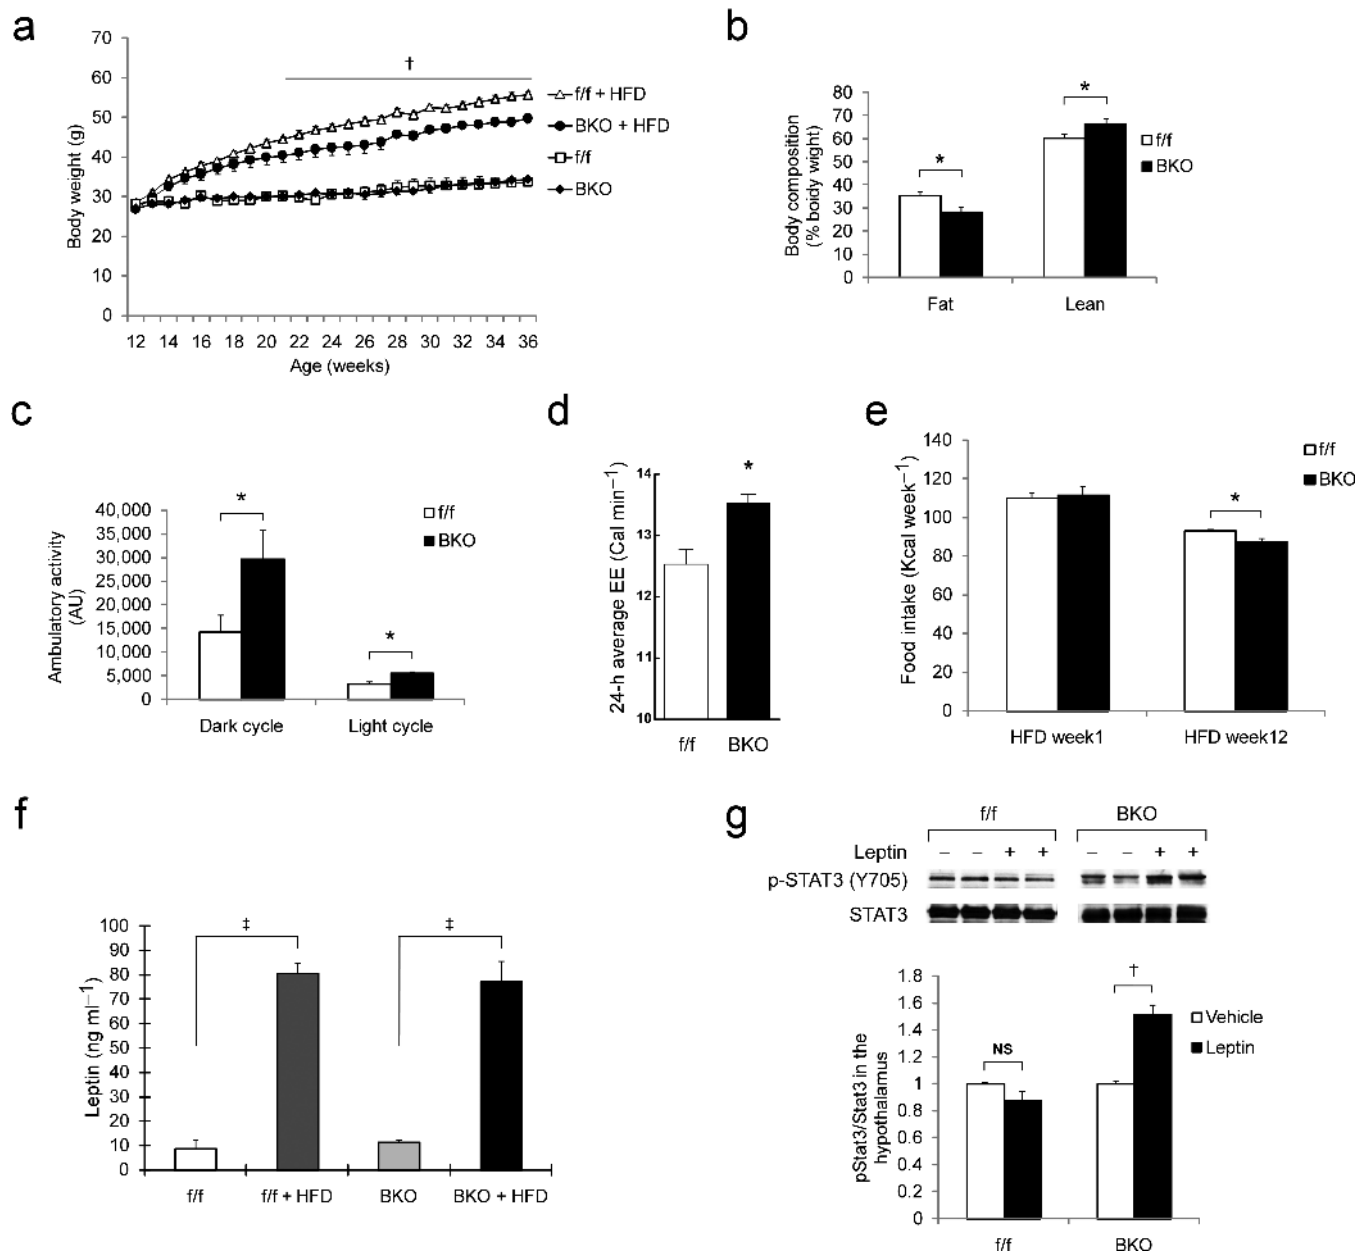 a
70
60
50
40
30
20
10
0
Body weight (g)
†
f/f + HFD
BKO + HFD
f/f
BKO
12 14 16 18 20 22 24 26 28 30 32 34 36
Age (weeks)
b
80
70
60
50
40
30
20
10
0
Body composition
(% boidy wight)
*
*
f/f
BKO
Fat Lean
c
40,000
35,000
30,000
25,000
20,000
15,000
10,000
5,000
0
Ambulatory activity
(AU)
*
*
f/f
BKO
Dark cycle Light cycle
d
14
13
12
11
10
24-h average EE (Cal min⁻¹)
*
f/f BKO
e
140
120
100
80
60
40
20
0
Food intake (Kcal week⁻¹)
*
f/f
BKO
HFD week1 HFD week12
f
100
90
80
70
60
50
40
30
20
10
0
Leptin (ng ml⁻¹)
‡ ‡
f/f f/f + HFD BKO BKO + HFD
g
f/f BKO
Leptin – – + + – – + +
p-STAT3 (Y705)
STAT3
1.8
1.6
1.4
1.2
1
0.8
0.6
0.4
0.2
0
pStat3/Stat3 in the
hypothalamus
NS
†
Vehicle
Leptin
f/f BKO